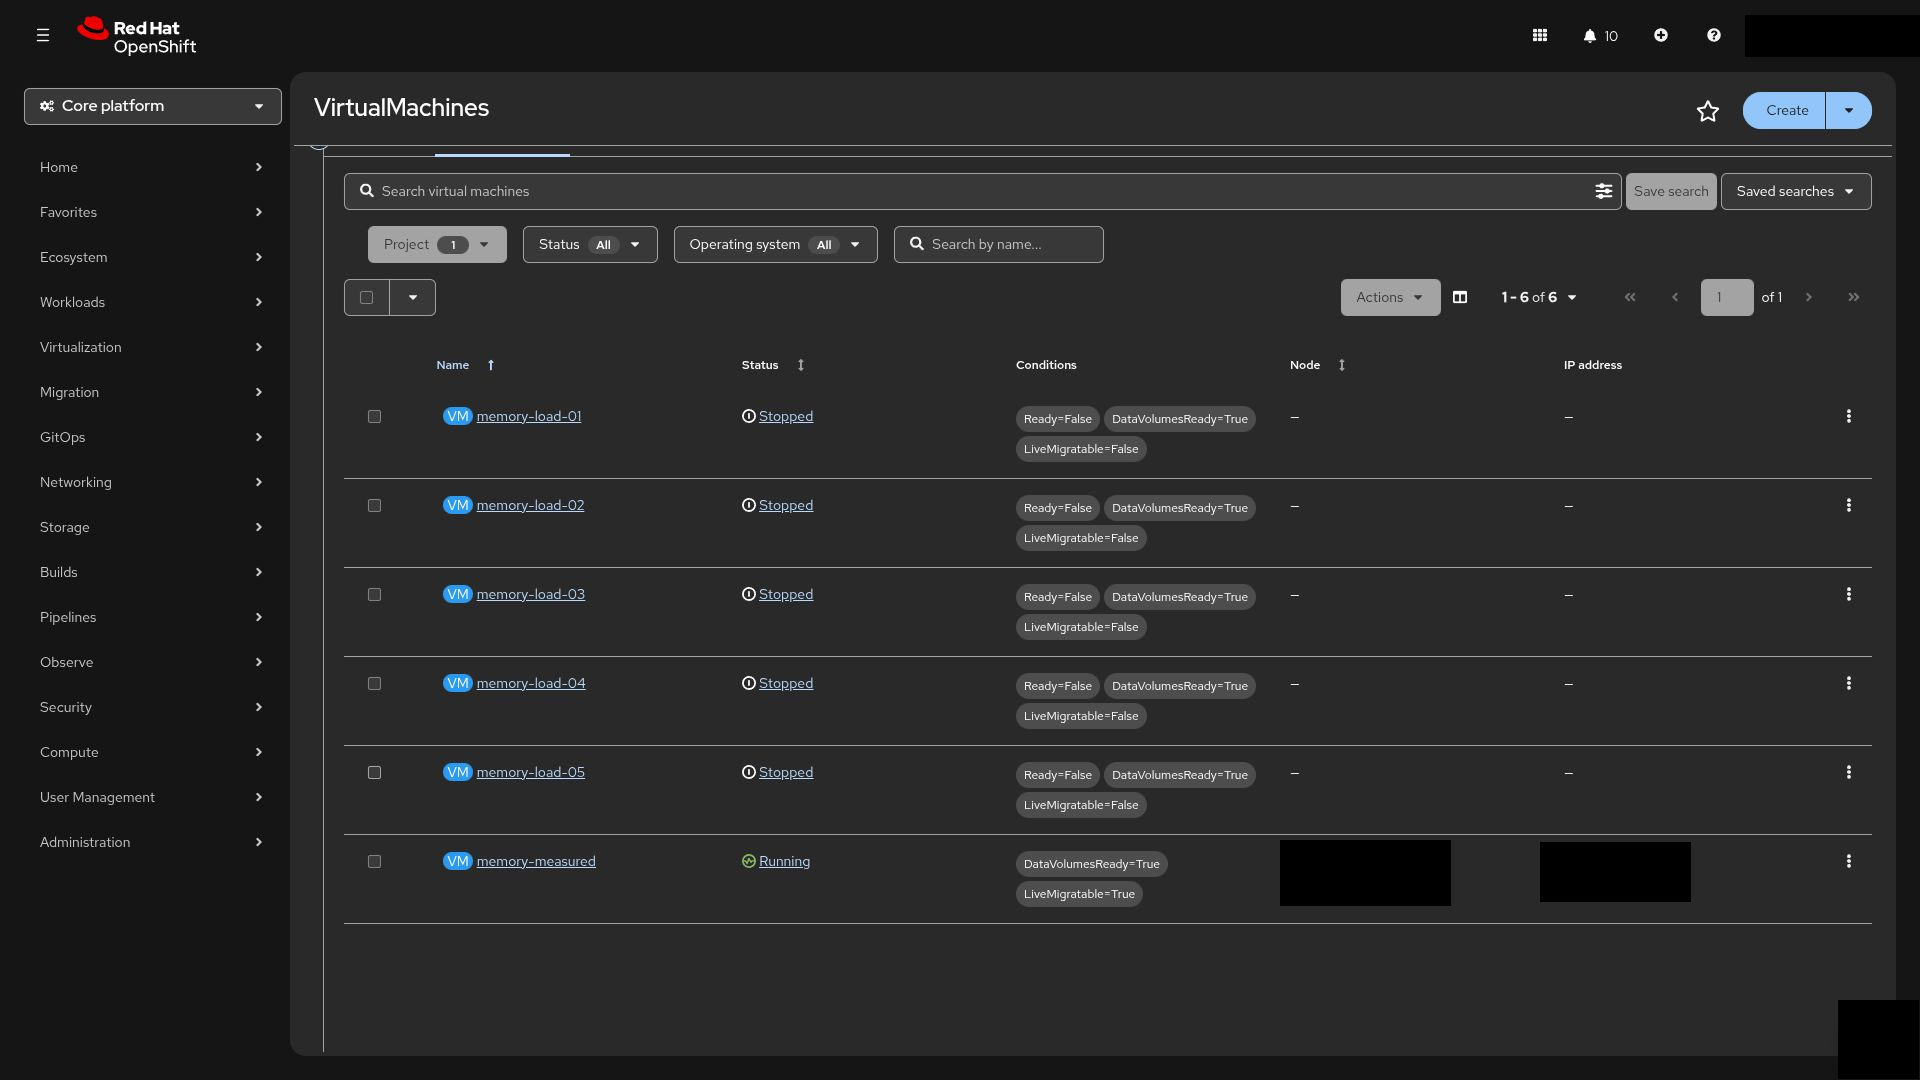 Red Hat
OpenShift
10
Core platform
Home
Favorites
Ecosystem
Workloads
Virtualization
Migration
GitOps
Networking
Storage
Builds
Pipelines
Observe
Security
Compute
User Management
Administration
VirtualMachines
Create
Search virtual machines
Save search
Saved searches
Project 1
Status All
Operating system All
Search by name...
Actions
1 - 6 of 6
1 of 1
Name Status Conditions Node IP address
VM memory-load-01 Stopped Ready=False DataVolumesReady=True – –
LiveMigratable=False
VM memory-load-02 Stopped Ready=False DataVolumesReady=True – –
LiveMigratable=False
VM memory-load-03 Stopped Ready=False DataVolumesReady=True – –
LiveMigratable=False
VM memory-load-04 Stopped Ready=False DataVolumesReady=True – –
LiveMigratable=False
VM memory-load-05 Stopped Ready=False DataVolumesReady=True – –
LiveMigratable=False
VM memory-measured Running DataVolumesReady=True
LiveMigratable=True